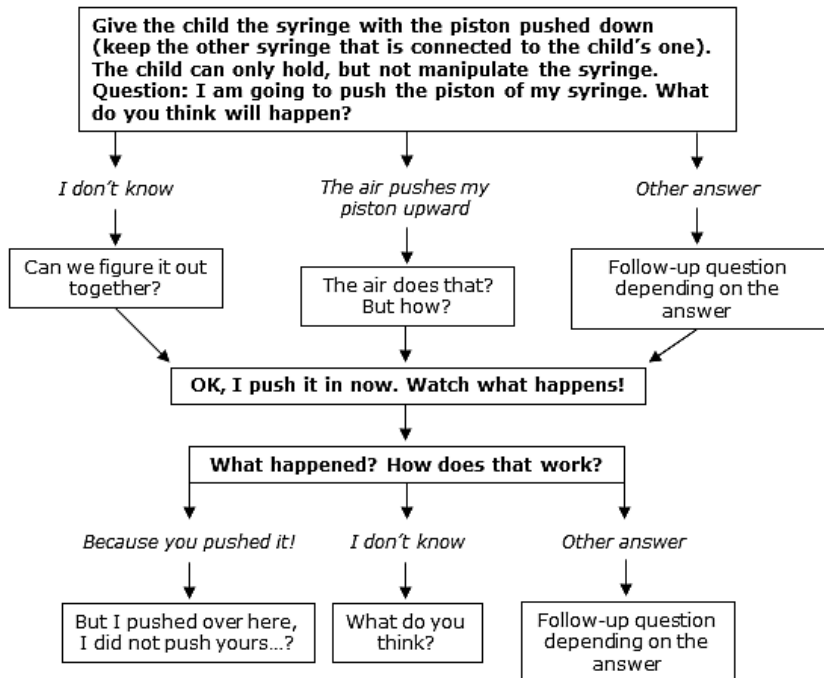 Give the child the syringe with the piston pushed down
(keep the other syringe that is connected to the child's one).
The child can only hold, but not manipulate the syringe.
Question: I am going to push the piston of my syringe. What
do you think will happen?
I don't know
The air pushes my
piston upward
Other answer
Can we figure it out
together?
The air does that?
But how?
Follow-up question
depending on the
answer
OK, I push it in now. Watch what happens!
What happened? How does that work?
Because you pushed it!
I don't know
Other answer
But I pushed over here,
I did not push yours...?
What do you
think?
Follow-up question
depending on the
answer